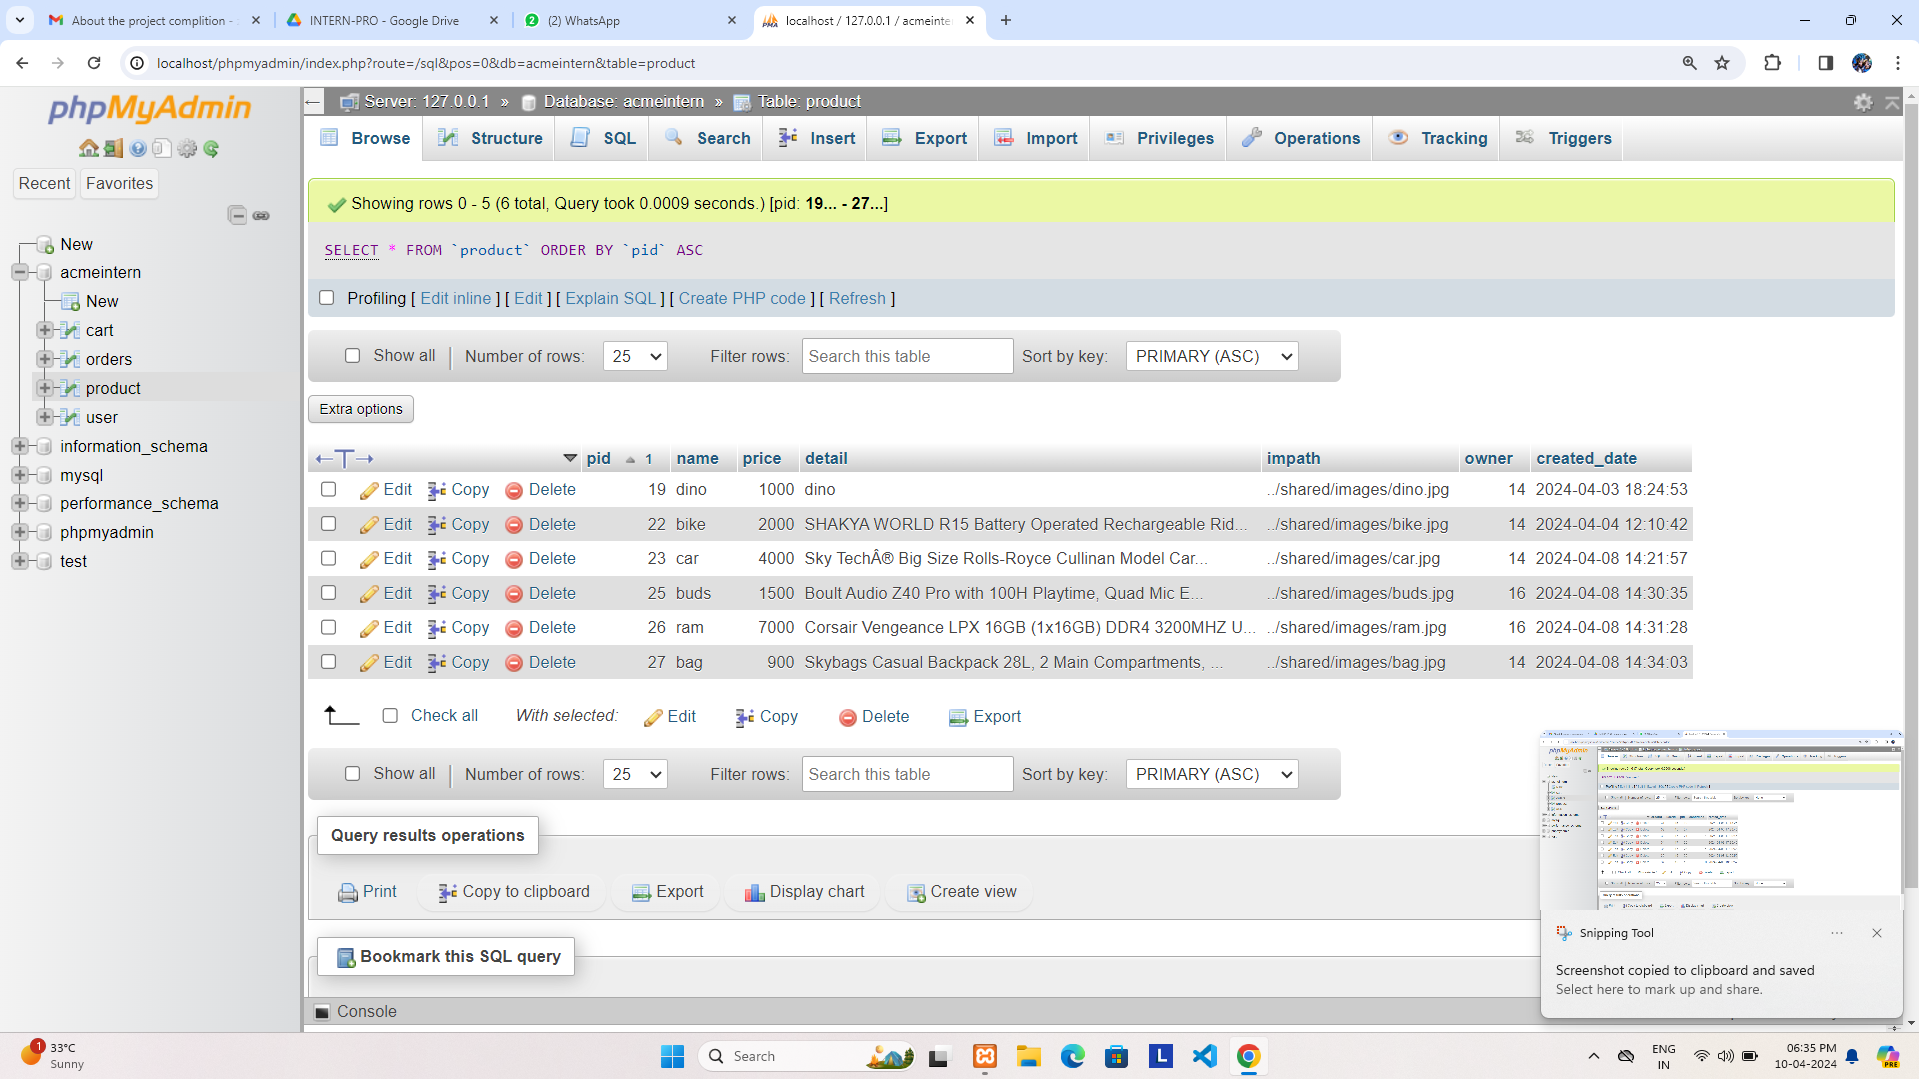 About the project complition -
INTERN-PRO - Google Drive
(2) WhatsApp
localhost / 127.0.0.1 / acmeinter
localhost/phpmyadmin/index.php?route=/sql&pos=0&db=acmeintern&table=product
phpMyAdmin
Recent
Favorites
New
acmeintern
New
cart
orders
product
user
information_schema
mysql
performance_schema
phpmyadmin
test
Server: 127.0.0.1 » Database: acmeintern » Table: product
Browse Structure SQL Search Insert Export Import Privileges Operations Tracking Triggers
Showing rows 0 - 5 (6 total, Query took 0.0009 seconds.) [pid: 19... - 27...]
SELECT * FROM `product` ORDER BY `pid` ASC
Profiling [ Edit inline ] [ Edit ] [ Explain SQL ] [ Create PHP code ] [ Refresh ]
Show all Number of rows: 25 Filter rows: Search this table Sort by key: PRIMARY (ASC)
Extra options
pid 1 name price detail impath owner created_date
Edit Copy Delete 19 dino 1000 dino ../shared/images/dino.jpg 14 2024-04-03 18:24:53
Edit Copy Delete 22 bike 2000 SHAKYA WORLD R15 Battery Operated Rechargeable Rid... ../shared/images/bike.jpg 14 2024-04-04 12:10:42
Edit Copy Delete 23 car 4000 Sky TechÂ® Big Size Rolls-Royce Cullinan Model Car... ../shared/images/car.jpg 14 2024-04-08 14:21:57
Edit Copy Delete 25 buds 1500 Boult Audio Z40 Pro with 100H Playtime, Quad Mic E... ../shared/images/buds.jpg 16 2024-04-08 14:30:35
Edit Copy Delete 26 ram 7000 Corsair Vengeance LPX 16GB (1x16GB) DDR4 3200MHZ U... ../shared/images/ram.jpg 16 2024-04-08 14:31:28
Edit Copy Delete 27 bag 900 Skybags Casual Backpack 28L, 2 Main Compartments, ... ../shared/images/bag.jpg 14 2024-04-08 14:34:03
Check all With selected: Edit Copy Delete Export
Show all Number of rows: 25 Filter rows: Search this table Sort by key: PRIMARY (ASC)
Query results operations
Print Copy to clipboard Export Display chart Create view
Bookmark this SQL query
Console
Snipping Tool
Screenshot copied to clipboard and saved
Select here to mark up and share.
1
33°C
Sunny
Search
ENG
IN
06:35 PM
10-04-2024